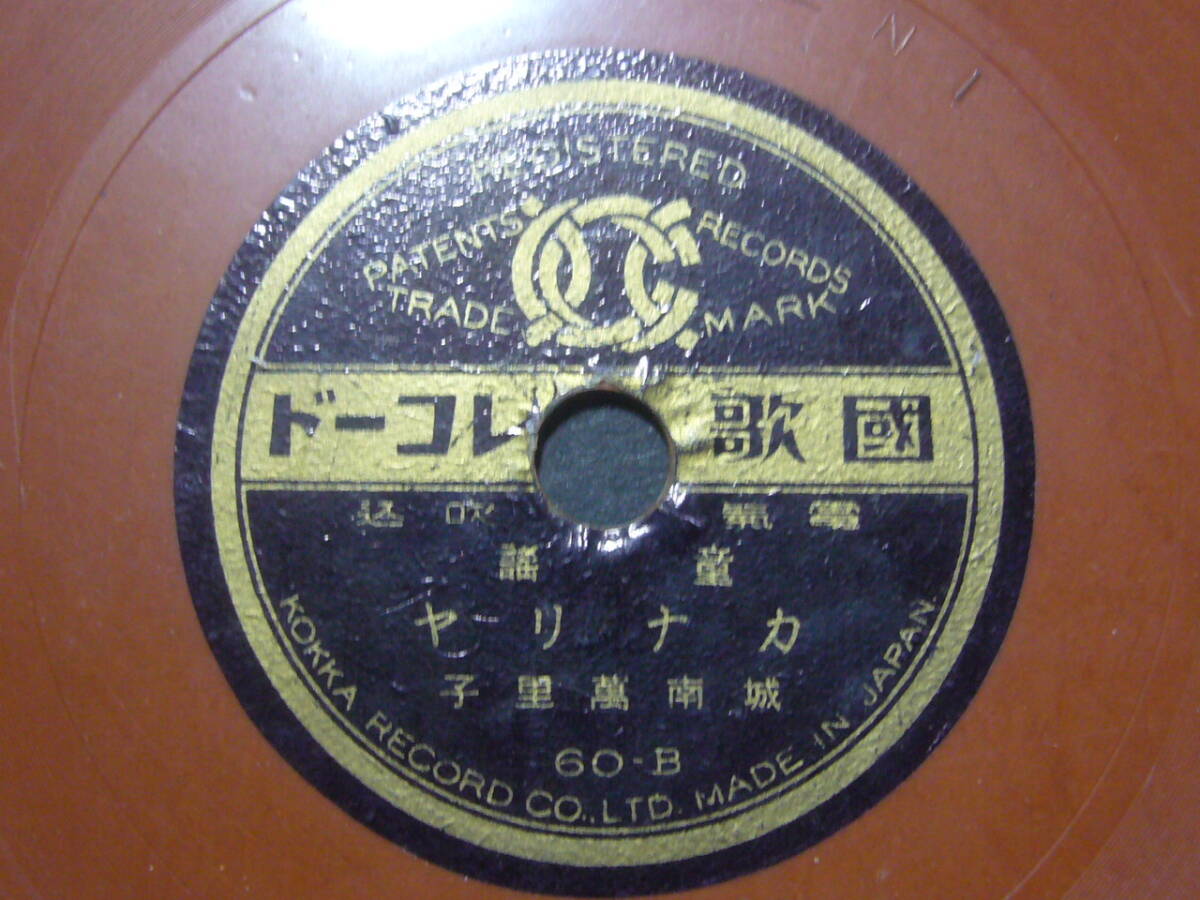 REGISTERED
PATENTS RECORDS
TRADE MARK
ドーコレ 歌國
込吹 氣電
謠童
ヤリナカ
子里萬南城
60-B
KOKKA RECORD CO., LTD. MADE IN JAPAN.
N I